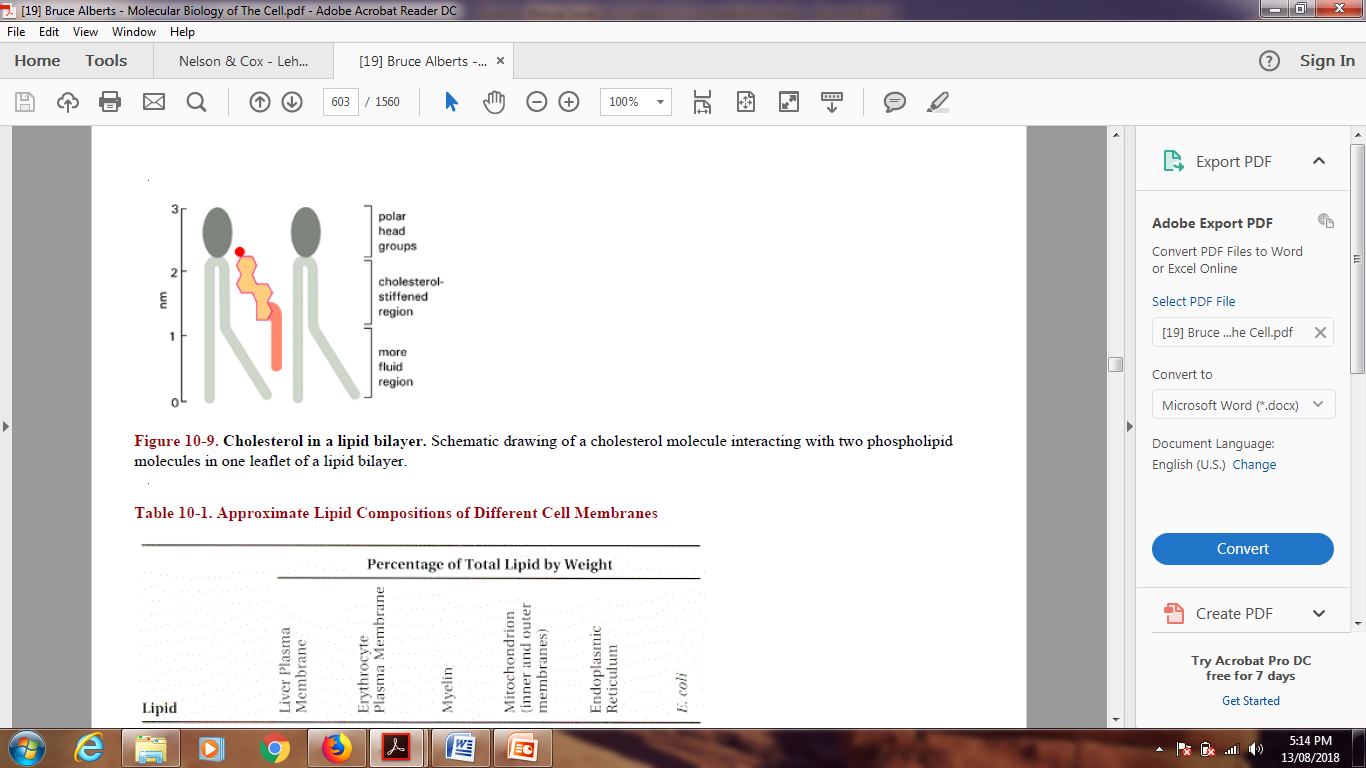 [19] Bruce Alberts - Molecular Biology of The Cell.pdf - Adobe Acrobat Reader DC
File Edit View Window Help
Home Tools Nelson & Cox - Leh... [19] Bruce Alberts -... × ? Sign In
603 / 1560 100%
3
2
1
0
nm
polar
head
groups
cholesterol-
stiffened
region
more
fluid
region
Figure 10-9. Cholesterol in a lipid bilayer. Schematic drawing of a cholesterol molecule interacting with two phospholipid
molecules in one leaflet of a lipid bilayer.
Table 10-1. Approximate Lipid Compositions of Different Cell Membranes
Percentage of Total Lipid by Weight
Lipid
Liver Plasma
Membrane
Erythrocyte
Plasma Membrane
Myelin
Mitochondrion
(inner and outer
membranes)
Endoplasmic
Reticulum
E. coli
Export PDF
Adobe Export PDF
Convert PDF Files to Word
or Excel Online
Select PDF File
[19] Bruce ...he Cell.pdf
Convert to
Microsoft Word (*.docx)
Document Language:
English (U.S.) Change
Convert
Create PDF
Try Acrobat Pro DC
free for 7 days
Get Started
5:14 PM
13/08/2018